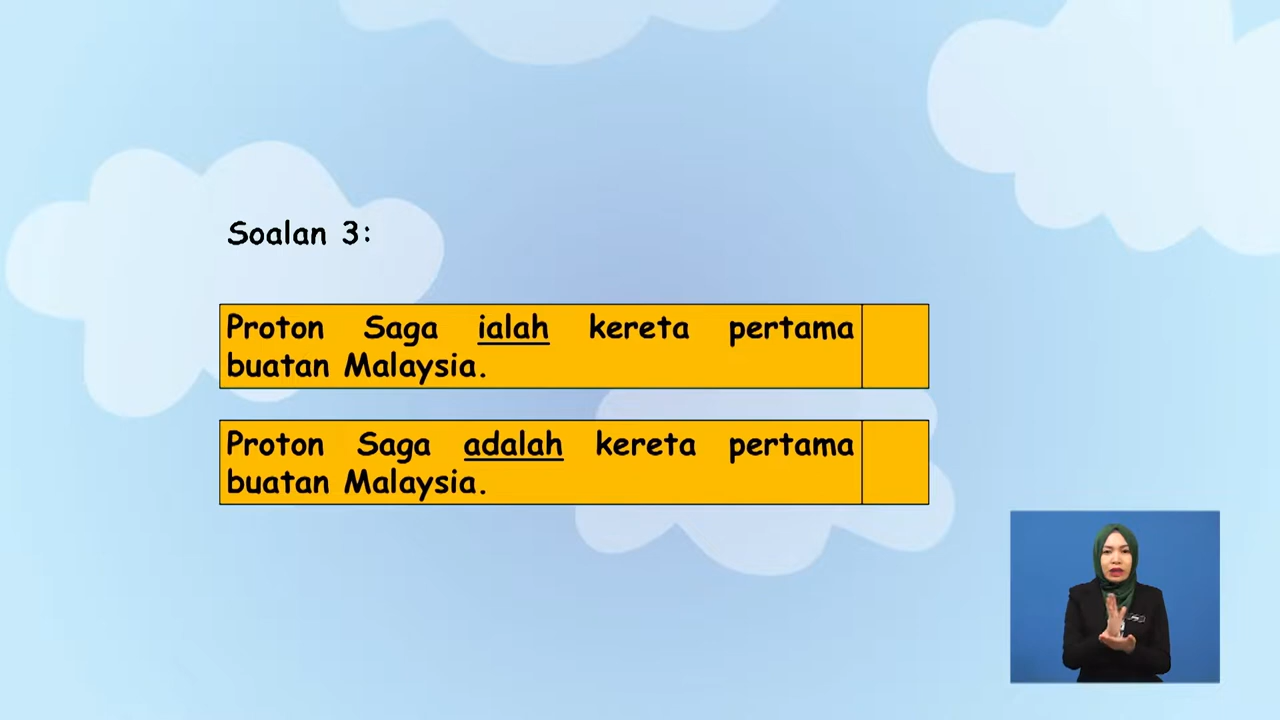 Soalan 3:
Proton Saga ialah kereta pertama
buatan Malaysia.
Proton Saga adalah kereta pertama
buatan Malaysia.